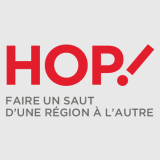 HOP!
FAIRE UN SAUT
D'UNE RÉGION À L'AUTRE